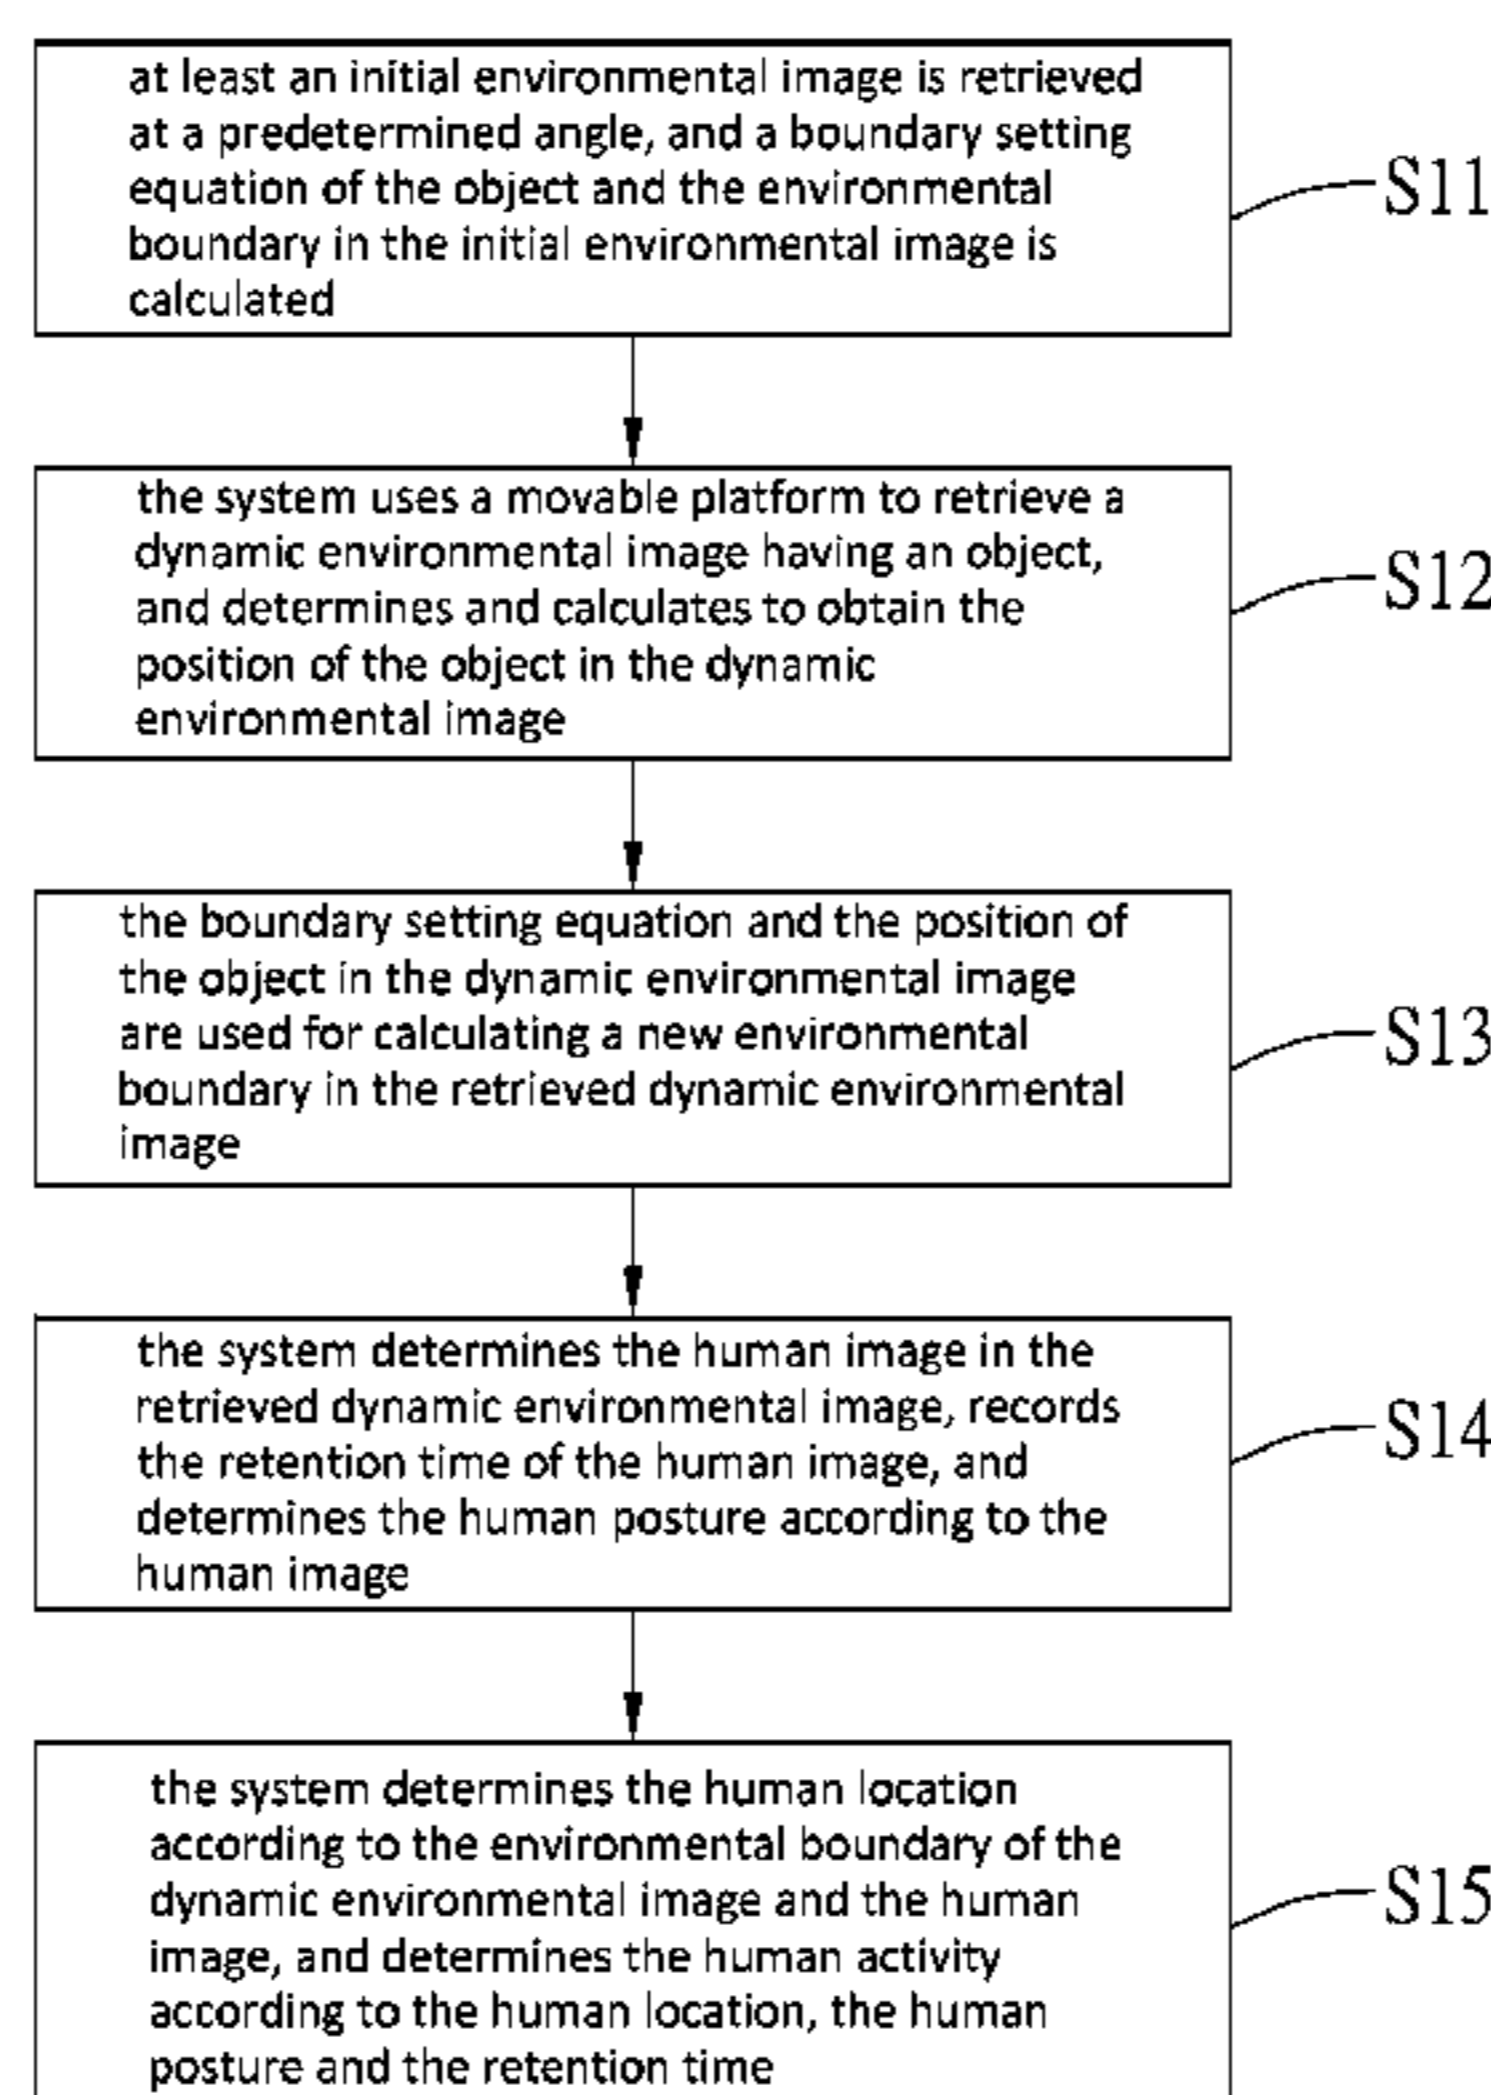 at least an initial environmental image is retrieved
at a predetermined angle, and a boundary setting
equation of the object and the environmental
boundary in the initial environmental image is
calculated
S11
the system uses a movable platform to retrieve a
dynamic environmental image having an object,
and determines and calculates to obtain the
position of the object in the dynamic
environmental image
S12
the boundary setting equation and the position of
the object in the dynamic environmental image
are used for calculating a new environmental
boundary in the retrieved dynamic environmental
image
S13
the system determines the human image in the
retrieved dynamic environmental image, records
the retention time of the human image, and
determines the human posture according to the
human image
S14
the system determines the human location
according to the environmental boundary of the
dynamic environmental image and the human
image, and determines the human activity
according to the human location, the human
posture and the retention time
S15